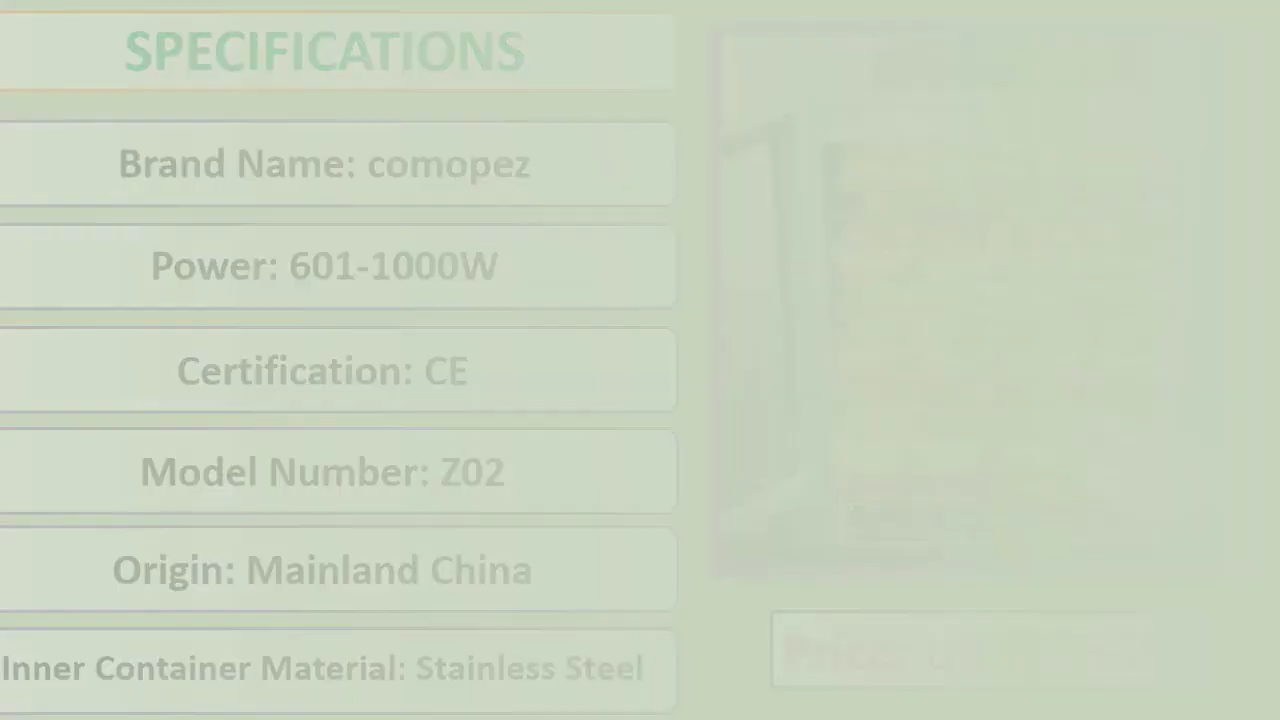 SPECIFICATIONS
Brand Name: comopez
Power: 601-1000W
Certification: CE
Model Number: Z02
Origin: Mainland China
Inner Container Material: Stainless Steel
Price: